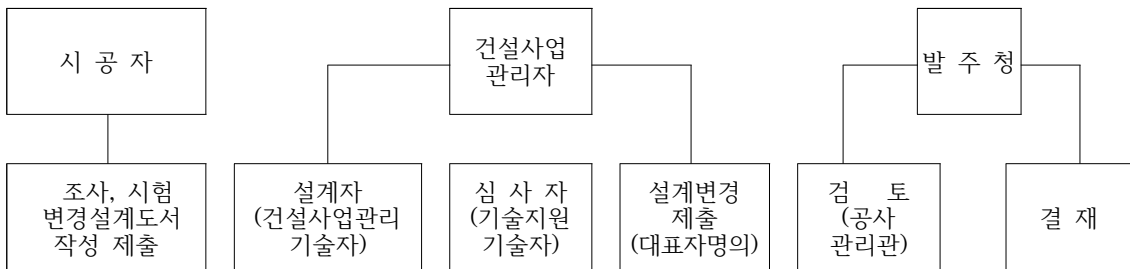 시 공 자
건설사업
관리자
발 주 청
조사, 시험
변경설계도서
작성 제출
설계자
(건설사업관리
기술자)
심 사 자
(기술지원
기술자)
설계변경
제출
(대표자명의)
검 토
(공사
관리관)
결 재